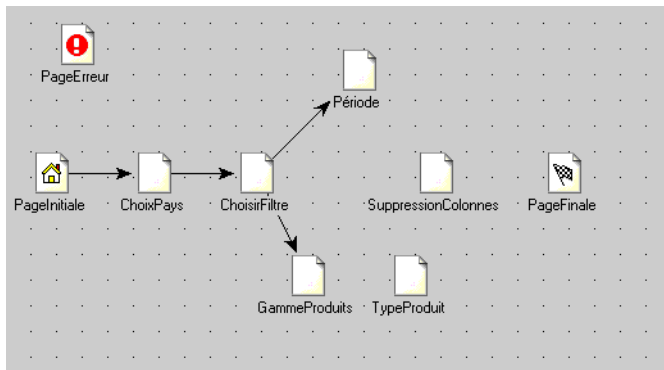 PageErreur
Période
PageInitiale
ChoixPays
ChoisirFiltre
SuppressionColonnes
PageFinale
GammeProduits
TypeProduit